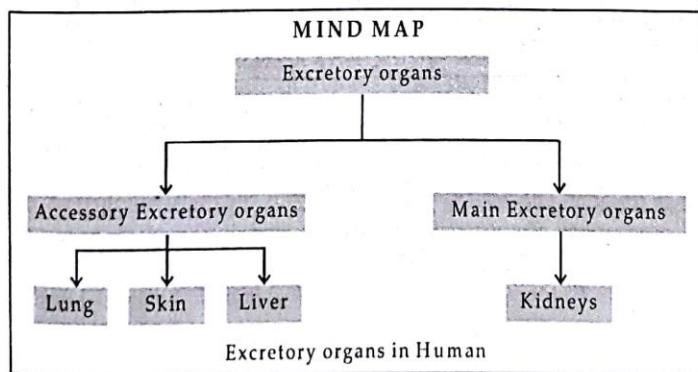 MIND MAP
Excretory organs
Accessory Excretory organs
Main Excretory organs
Lung
Skin
Liver
Kidneys
Excretory organs in Human